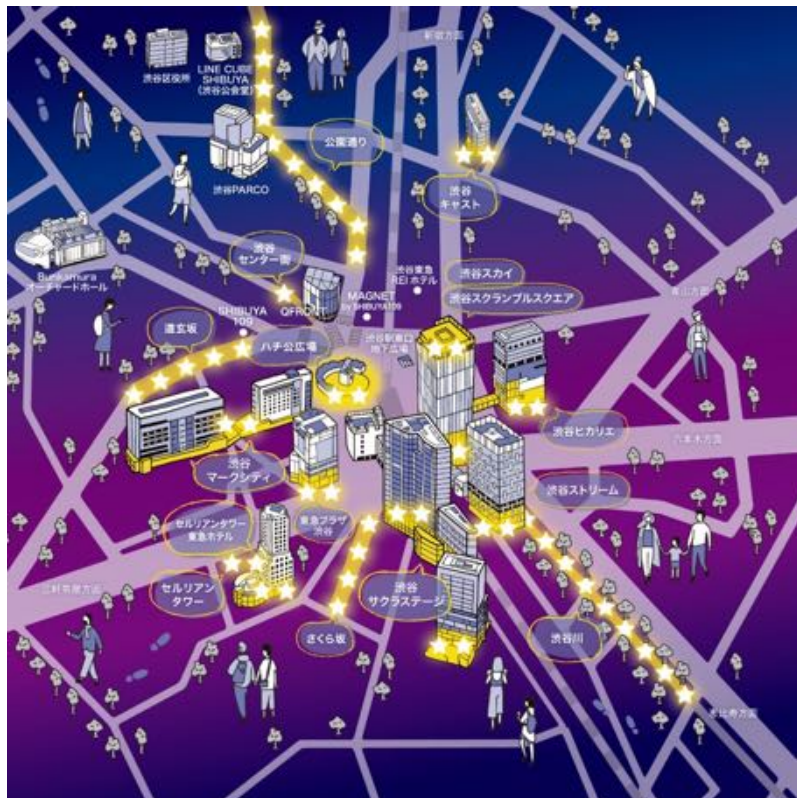 新宿方面
渋谷区役所
LINE CUBE
SHIBUYA
(渋谷公会堂)
公園通り
渋谷PARCO
渋谷
キャスト
Bunkamura
オーチャードホール
渋谷
センター街
渋谷東急
REI ホテル
渋谷スカイ
渋谷スクランブルスクエア
青山方面
QFRONT
MAGNET
by SHIBUYA109
SHIBUYA
109
道玄坂
ハチ公広場
渋谷駅東口
地下広場
渋谷ヒカリエ
六本木方面
渋谷
マークシティ
渋谷ストリーム
セルリアンタワー
東急ホテル
東急プラザ
渋谷
三軒茶屋方面
セルリアン
タワー
渋谷
サクラステージ
さくら坂
渋谷川
恵比寿方面